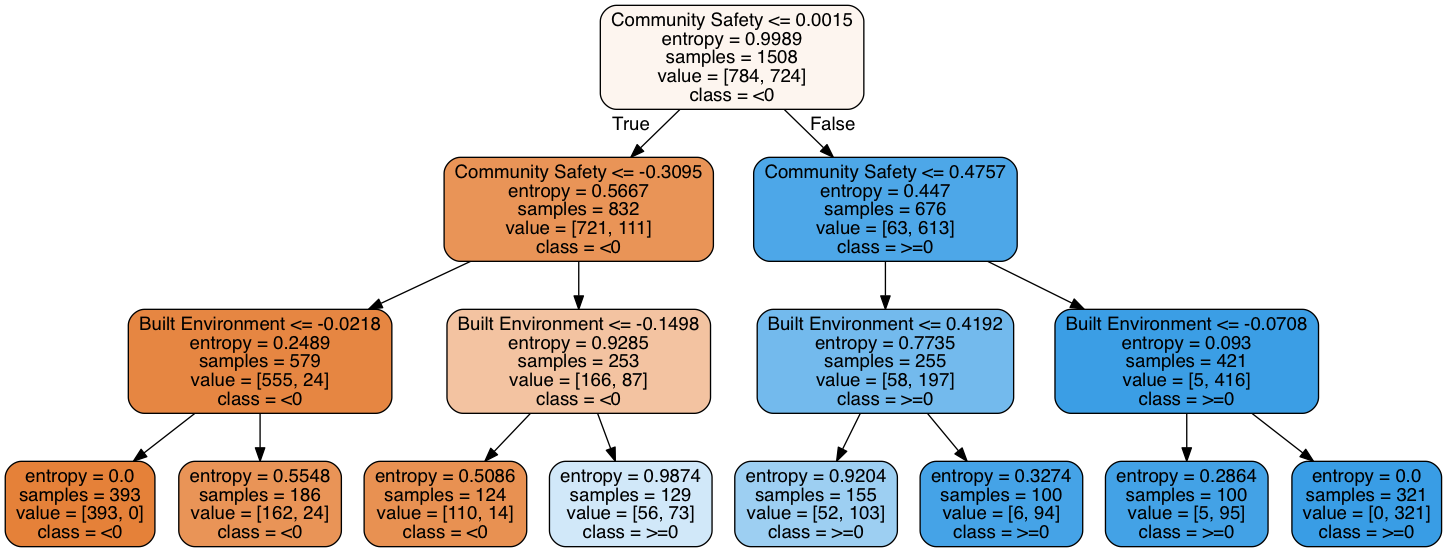 Community Safety <= 0.0015
entropy = 0.9989
samples = 1508
value = [784, 724]
class = <0
True
False
Community Safety <= -0.3095
entropy = 0.5667
samples = 832
value = [721, 111]
class = <0
Community Safety <= 0.4757
entropy = 0.447
samples = 676
value = [63, 613]
class = >=0
Built Environment <= -0.0218
entropy = 0.2489
samples = 579
value = [555, 24]
class = <0
Built Environment <= -0.1498
entropy = 0.9285
samples = 253
value = [166, 87]
class = <0
Built Environment <= 0.4192
entropy = 0.7735
samples = 255
value = [58, 197]
class = >=0
Built Environment <= -0.0708
entropy = 0.093
samples = 421
value = [5, 416]
class = >=0
entropy = 0.0
samples = 393
value = [393, 0]
class = <0
entropy = 0.5548
samples = 186
value = [162, 24]
class = <0
entropy = 0.5086
samples = 124
value = [110, 14]
class = <0
entropy = 0.9874
samples = 129
value = [56, 73]
class = >=0
entropy = 0.9204
samples = 155
value = [52, 103]
class = >=0
entropy = 0.3274
samples = 100
value = [6, 94]
class = >=0
entropy = 0.2864
samples = 100
value = [5, 95]
class = >=0
entropy = 0.0
samples = 321
value = [0, 321]
class = >=0